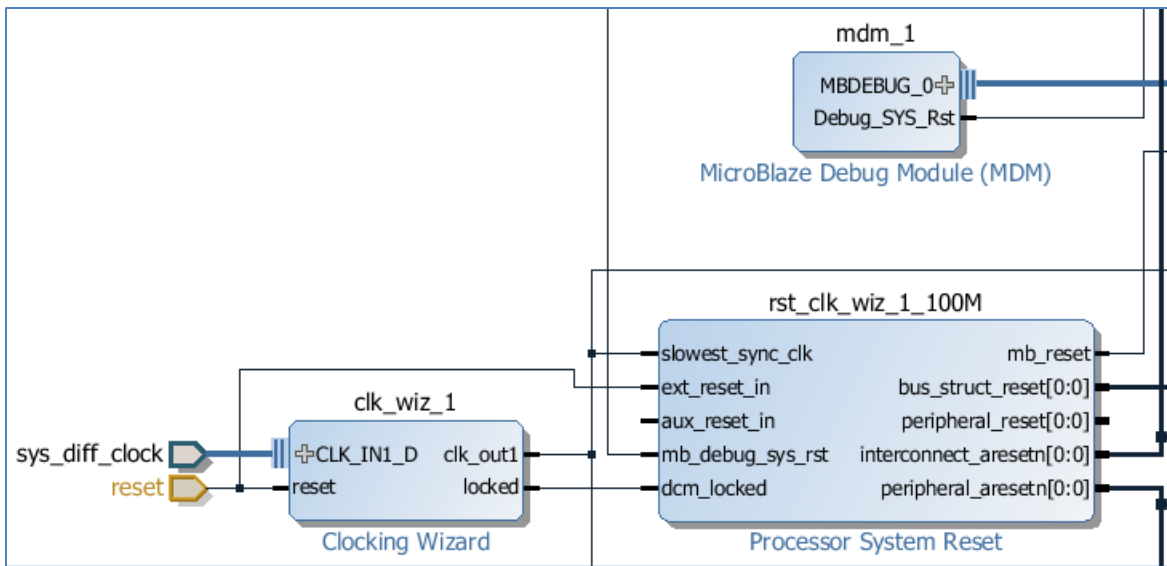 mdm_1
MBDEBUG_0
Debug_SYS_Rst
MicroBlaze Debug Module (MDM)
rst_clk_wiz_1_100M
slowest_sync_clk mb_reset
ext_reset_in bus_struct_reset[0:0]
aux_reset_in peripheral_reset[0:0]
mb_debug_sys_rst interconnect_aresetn[0:0]
dcm_locked peripheral_aresetn[0:0]
Processor System Reset
clk_wiz_1
sys_diff_clock
CLK_IN1_D clk_out1
reset
reset locked
Clocking Wizard